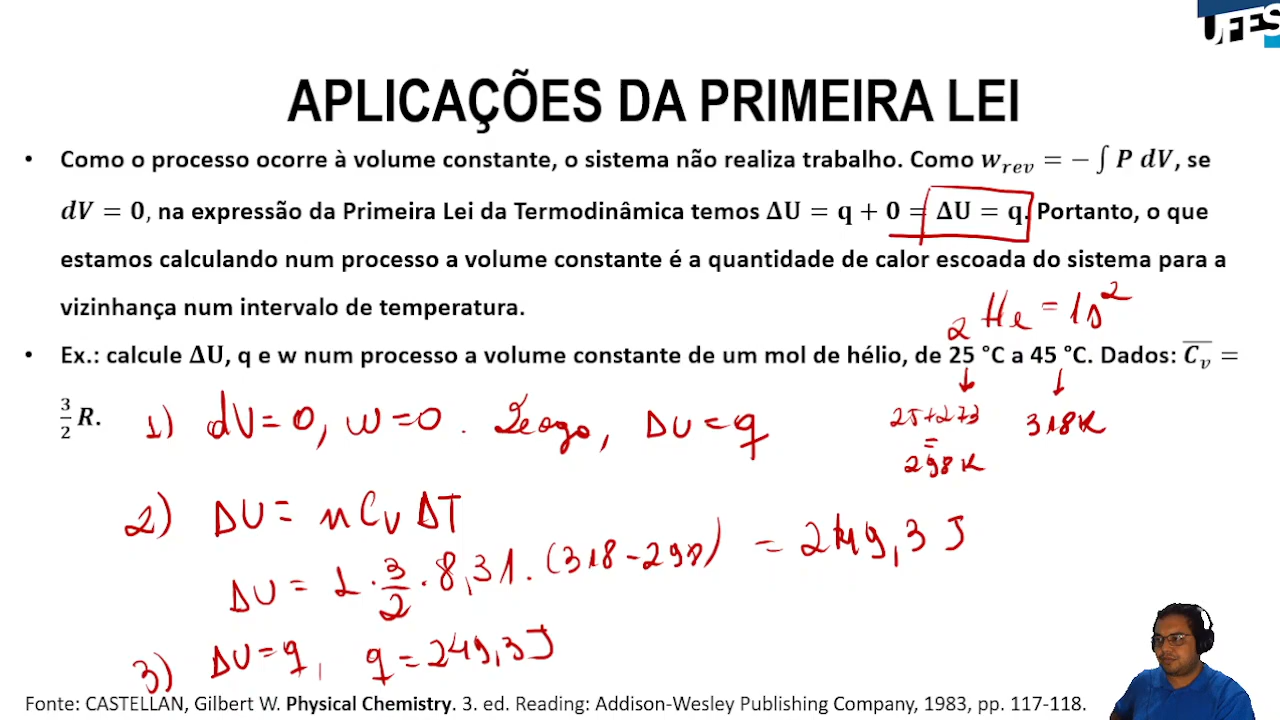 UFES
APLICAÇÕES DA PRIMEIRA LEI
• Como o processo ocorre à volume constante, o sistema não realiza trabalho. Como w_rev = −∫ P dV, se
dV = 0, na expressão da Primeira Lei da Termodinâmica temos ΔU = q + 0 = ΔU = q. Portanto, o que
estamos calculando num processo a volume constante é a quantidade de calor escoada do sistema para a
vizinhança num intervalo de temperatura.
₂He = 1s²
• Ex.: calcule ΔU, q e w num processo a volume constante de um mol de hélio, de 25 °C a 45 °C. Dados: C̅ᵥ =
3/2 R.
↓ ↓
25+273 318K
=
298K
1) dV = 0, w = 0. Logo, ΔU = q
2) ΔU = n Cv ΔT
ΔU = 1 · 3/2 · 8,31 · (318 - 298) = 249,3 J
3) ΔU = q, q = 249,3 J
Fonte: CASTELLAN, Gilbert W. Physical Chemistry. 3. ed. Reading: Addison-Wesley Publishing Company, 1983, pp. 117-118.